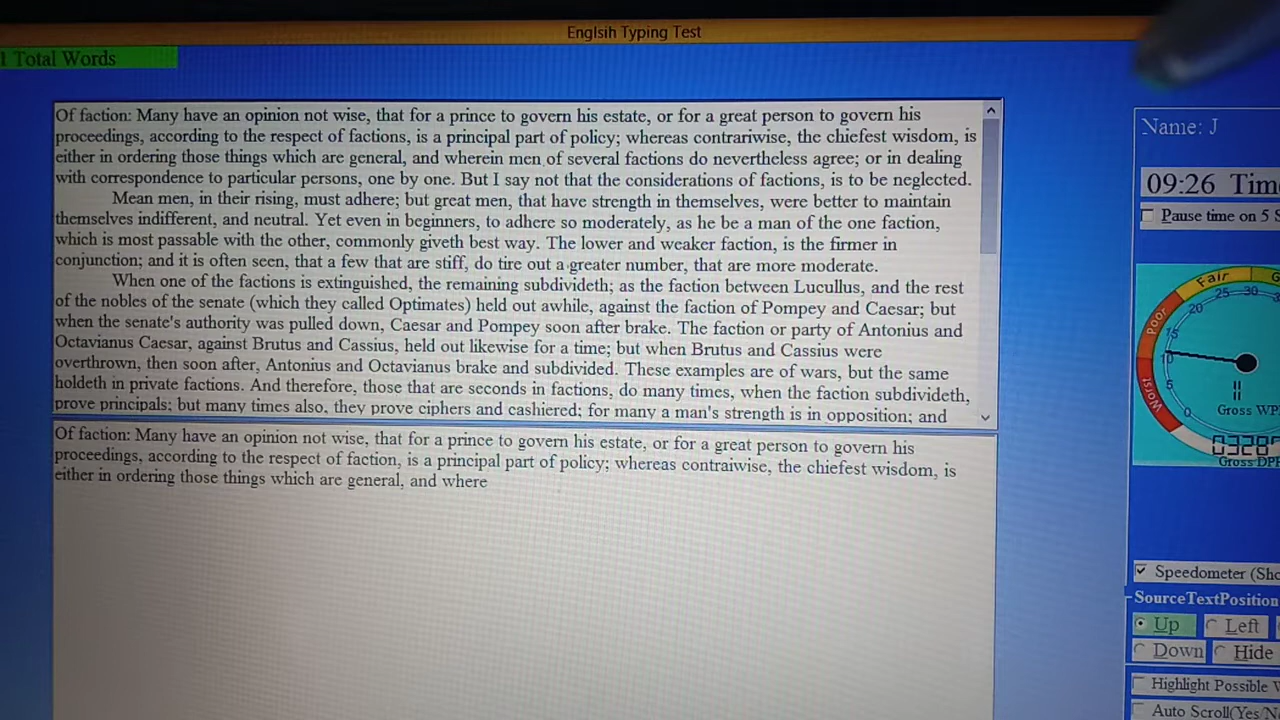 Englsih Typing Test
1 Total Words
Of faction: Many have an opinion not wise, that for a prince to govern his estate, or for a great person to govern his
proceedings, according to the respect of factions, is a principal part of policy; whereas contrariwise, the chiefest wisdom, is
either in ordering those things which are general, and wherein men of several factions do nevertheless agree; or in dealing
with correspondence to particular persons, one by one. But I say not that the considerations of factions, is to be neglected.
Mean men, in their rising, must adhere; but great men, that have strength in themselves, were better to maintain
themselves indifferent, and neutral. Yet even in beginners, to adhere so moderately, as he be a man of the one faction,
which is most passable with the other, commonly giveth best way. The lower and weaker faction, is the firmer in
conjunction; and it is often seen, that a few that are stiff, do tire out a greater number, that are more moderate.
When one of the factions is extinguished, the remaining subdivideth; as the faction between Lucullus, and the rest
of the nobles of the senate (which they called Optimates) held out awhile, against the faction of Pompey and Caesar; but
when the senate's authority was pulled down, Caesar and Pompey soon after brake. The faction or party of Antonius and
Octavianus Caesar, against Brutus and Cassius, held out likewise for a time; but when Brutus and Cassius were
overthrown, then soon after, Antonius and Octavianus brake and subdivided. These examples are of wars, but the same
holdeth in private factions. And therefore, those that are seconds in factions, do many times, when the faction subdivideth,
prove principals; but many times also, they prove ciphers and cashiered; for many a man's strength is in opposition; and
Of faction: Many have an opinion not wise, that for a prince to govern his estate, or for a great person to govern his
proceedings, according to the respect of faction, is a principal part of policy; whereas contraiwise, the chiefest wisdom, is
either in ordering those things which are general, and where
Name: J
09:26 Time
Pause time on 5 S
Fair
Poor
Worst
0 5 10 15 20 25 30
11
Gross WP
Gross DP
Speedometer (Sho
SourceTextPosition
Up Left
Down Hide
Highlight Possible W
Auto Scroll(Yes/N